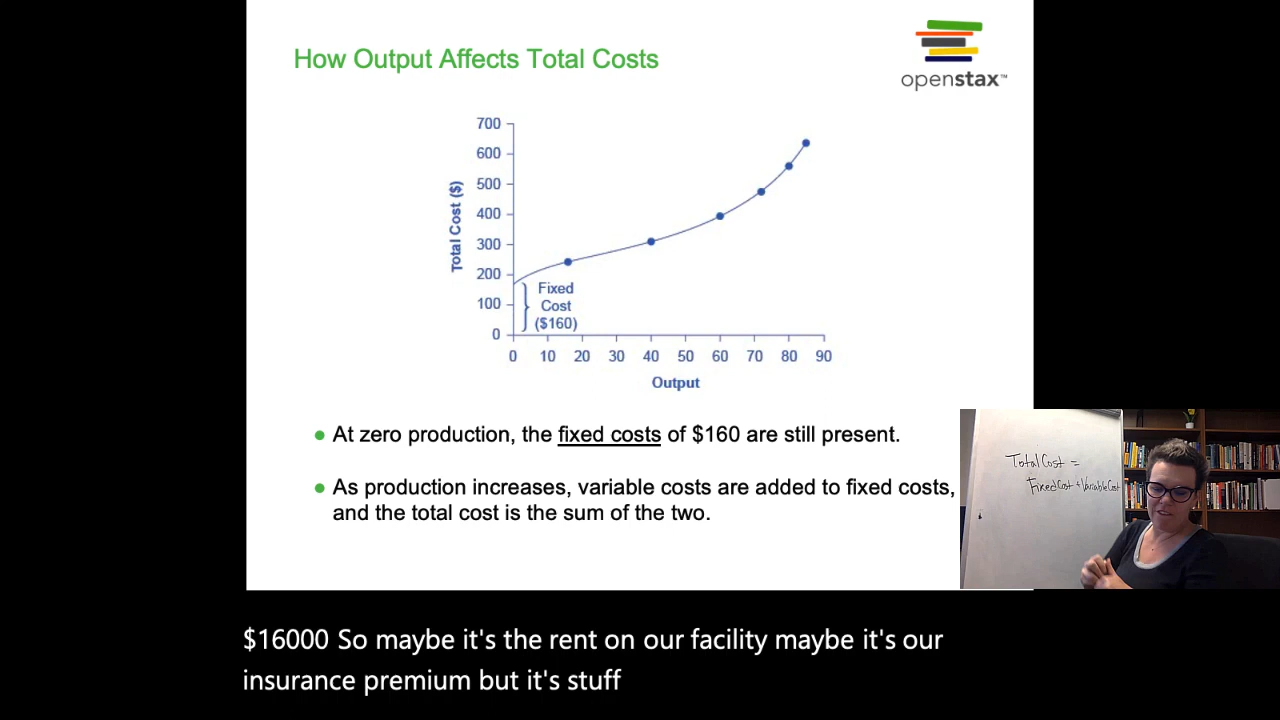 How Output Affects Total Costs
openstax™
700
600
500
400
300
200
100
0
Total Cost ($)
Fixed
Cost
($160)
0 10 20 30 40 50 60 70 80 90
Output
● At zero production, the fixed costs of $160 are still present.
● As production increases, variable costs are added to fixed costs,
and the total cost is the sum of the two.
Total Cost =
Fixed Cost + Variable Cost
$16000 So maybe it's the rent on our facility maybe it's our
insurance premium but it's stuff